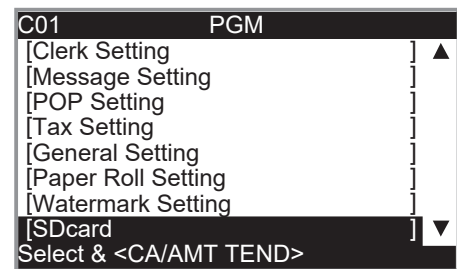 C01 PGM
[Clerk Setting ] ▲
[Message Setting ]
[POP Setting ]
[Tax Setting ]
[General Setting ]
[Paper Roll Setting ]
[Watermark Setting ]
[SDcard ] ▼
Select & <CA/AMT TEND>